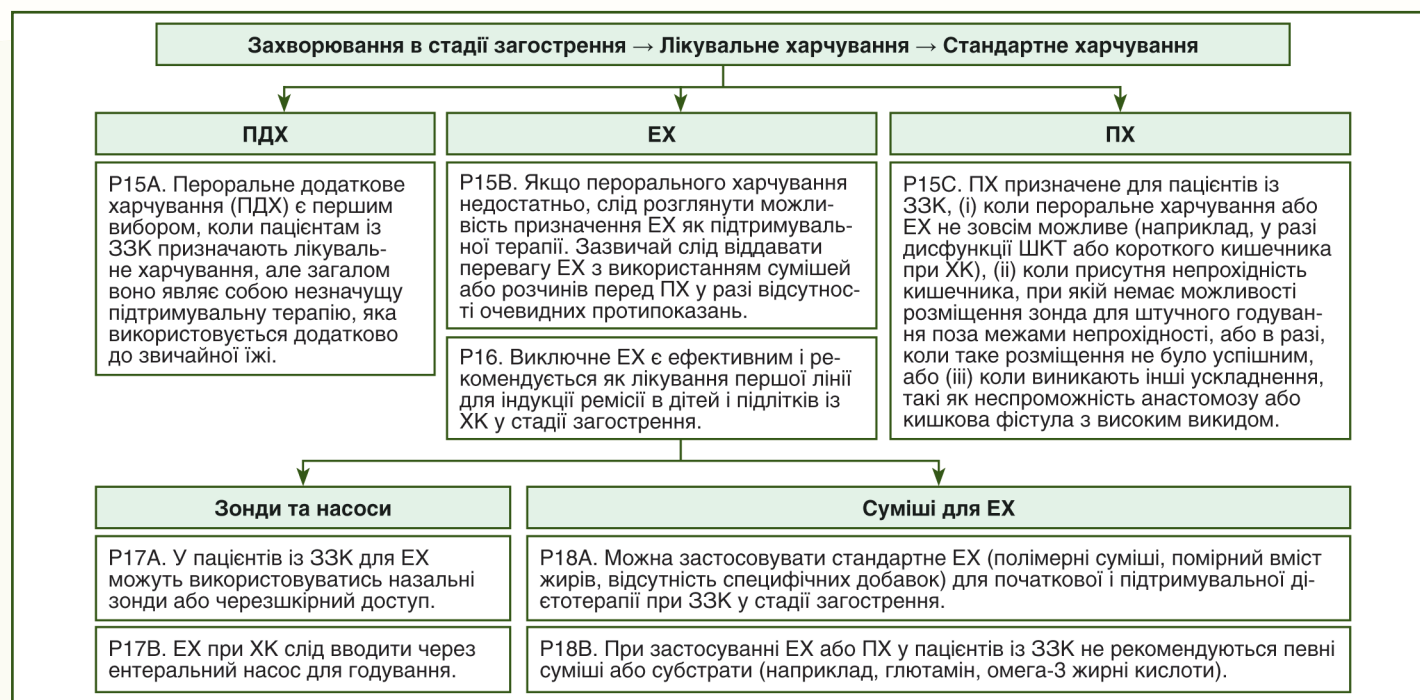 Захворювання в стадії загострення → Лікувальне харчування → Стандартне харчування
ПДХ
Р15А. Пероральне додаткове
харчування (ПДХ) є першим
вибором, коли пацієнтам із
ЗЗК призначають лікуваль-
не харчування, але загалом
воно являє собою незначущу
підтримувальну терапію, яка
використовується додатково
до звичайної їжі.
ЕХ
Р15В. Якщо перорального харчування
недостатньо, слід розглянути можли-
вість призначення ЕХ як підтримуваль-
ної терапії. Зазвичай слід віддавати
перевагу ЕХ з використанням сумішей
або розчинів перед ПХ у разі відсутнос-
ті очевидних протипоказань.
Р16. Виключне ЕХ є ефективним і ре-
комендується як лікування першої лінії
для індукції ремісії в дітей і підлітків із
ХК у стадії загострення.
ПХ
Р15С. ПХ призначене для пацієнтів із
ЗЗК, (i) коли пероральне харчування або
ЕХ не зовсім можливе (наприклад, у разі
дисфункції ШКТ або короткого кишечника
при ХК), (ii) коли присутня непрохідність
кишечника, при якій немає можливості
розміщення зонда для штучного годуван-
ня поза межами непрохідності, або в разі,
коли таке розміщення не було успішним,
або (iii) коли виникають інші ускладнення,
такі як неспроможність анастомозу або
кишкова фістула з високим викидом.
Зонди та насоси
Р17А. У пацієнтів із ЗЗК для ЕХ
можуть використовуватись назальні
зонди або черезшкірний доступ.
Р17В. ЕХ при ХК слід вводити через
ентеральний насос для годування.
Суміші для ЕХ
Р18А. Можна застосовувати стандартне ЕХ (полімерні суміші, помірний вміст
жирів, відсутність специфічних добавок) для початкової і підтримувальної ді-
єтотерапії при ЗЗК у стадії загострення.
Р18В. При застосуванні ЕХ або ПХ у пацієнтів із ЗЗК не рекомендуються певні
суміші або субстрати (наприклад, глютамін, омега-3 жирні кислоти).